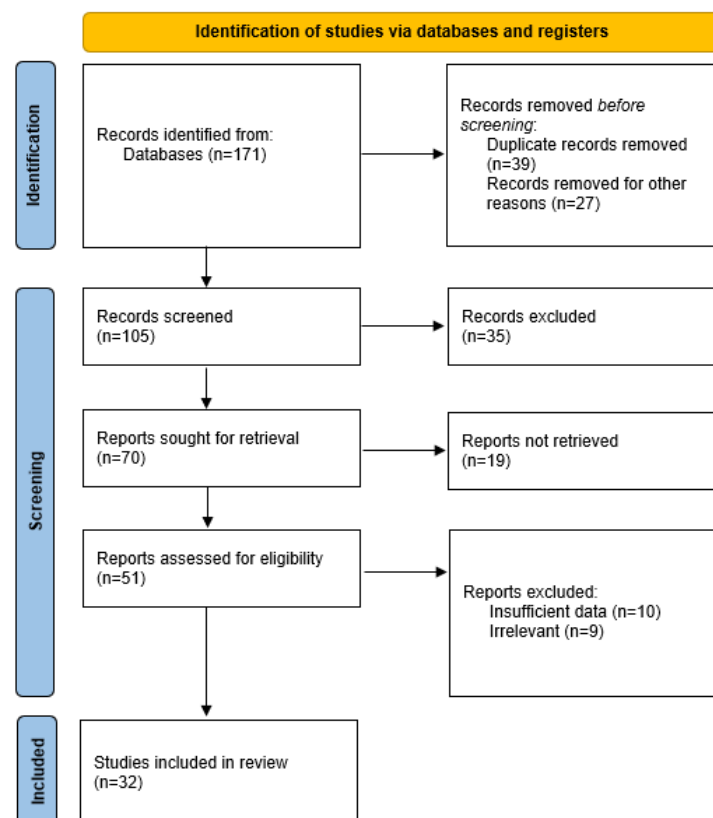 Identification of studies via databases and registers
Identification
Records identified from:
Databases (n=171)
Records removed before
screening:
Duplicate records removed
(n=39)
Records removed for other
reasons (n=27)
Screening
Records screened
(n=105)
Records excluded
(n=35)
Reports sought for retrieval
(n=70)
Reports not retrieved
(n=19)
Reports assessed for eligibility
(n=51)
Reports excluded:
Insufficient data (n=10)
Irrelevant (n=9)
Included
Studies included in review
(n=32)